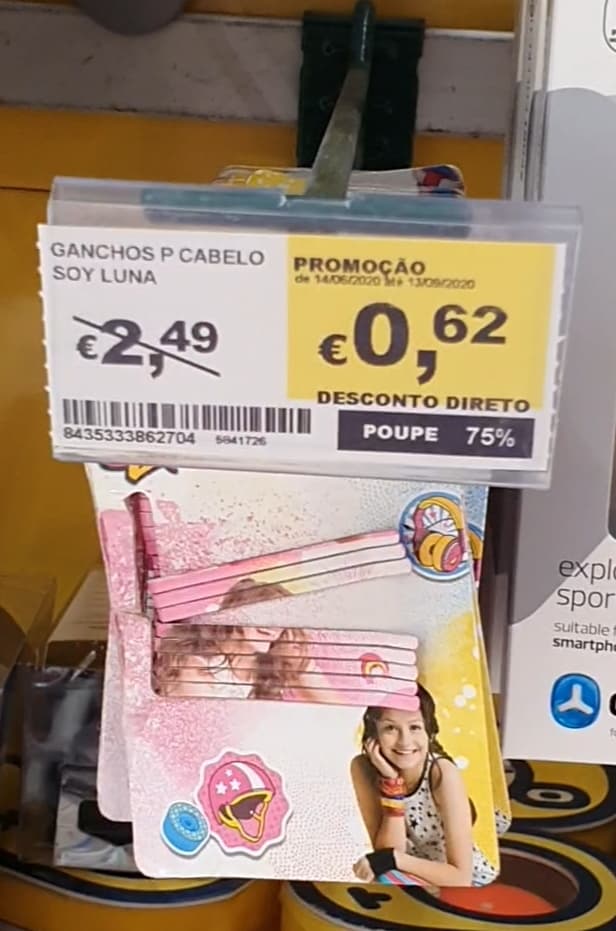 GANCHOS P CABELO
SOY LUNA
€2,49
8435333862704 5841726
PROMOÇÃO
de 14/06/2020 até 13/09/2020
€0,62
DESCONTO DIRETO
POUPE 75%
expl
spor
suitable f
smartph